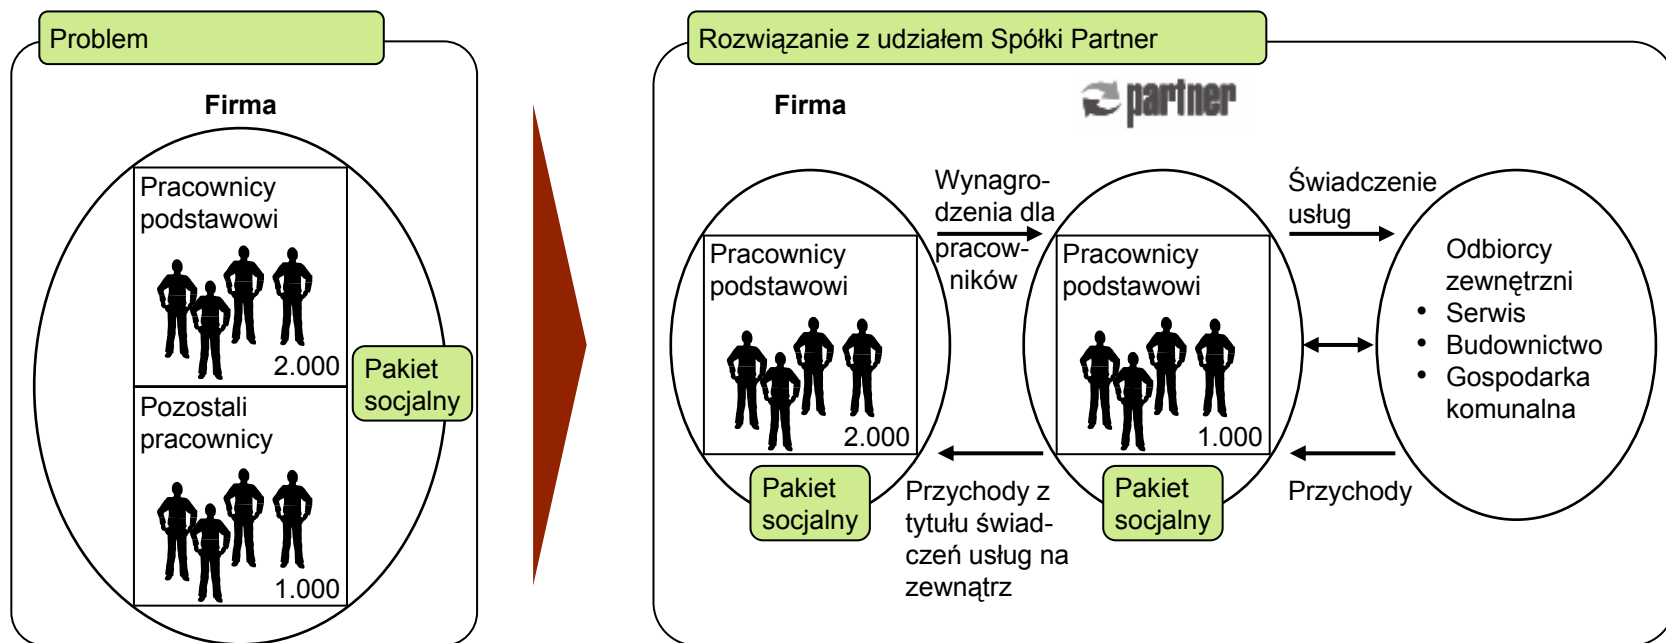 Problem
Firma
Pracownicy
podstawowi
2.000
Pozostali
pracownicy
1.000
Pakiet
socjalny
Rozwiązanie z udziałem Spółki Partner
Firma
partner
Pracownicy
podstawowi
2.000
Pakiet
socjalny
Wynagro-
dzenia dla
pracow-
ników
Przychody z
tytułu świad-
czeń usług na
zewnątrz
Pracownicy
podstawowi
1.000
Pakiet
socjalny
Świadczenie
usług
Przychody
Odbiorcy
zewnętrzni
• Serwis
• Budownictwo
• Gospodarka
komunalna